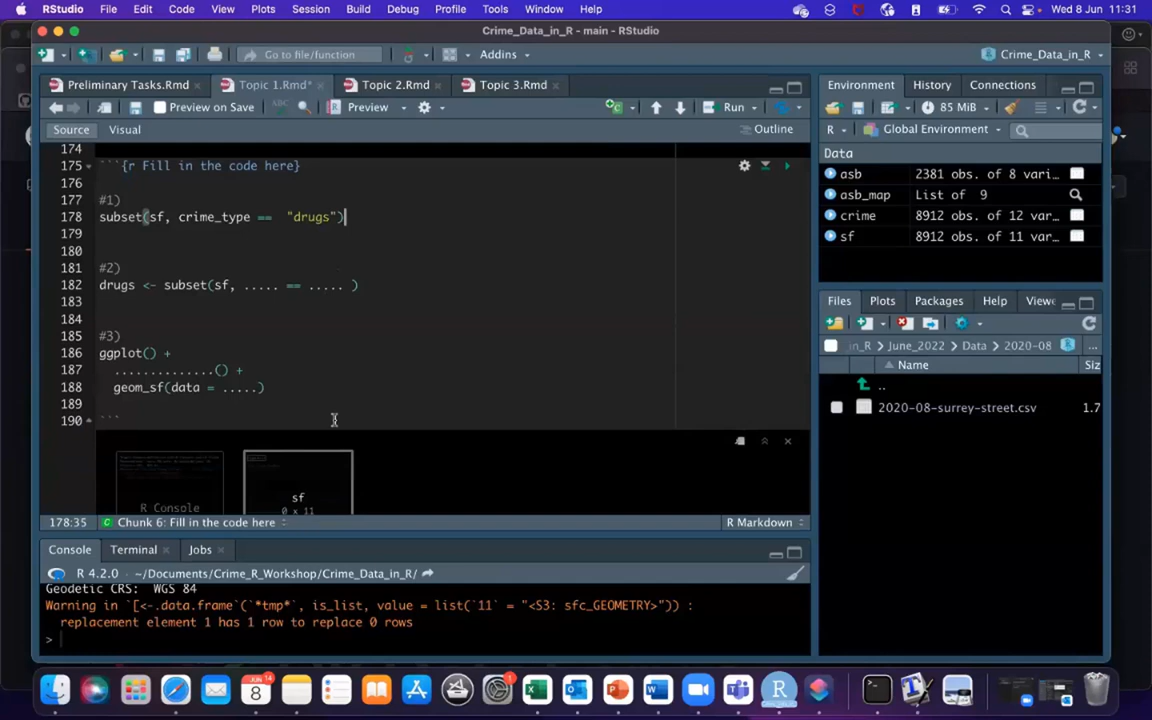 RStudio File Edit Code View Plots Session Build Debug Profile Tools Window Help Wed 8 Jun 11:31
Crime_Data_in_R - main - RStudio
Go to file/function Addins Crime_Data_in_R
Preliminary Tasks.Rmd Topic 1.Rmd* Topic 2.Rmd Topic 3.Rmd
Preview on Save Preview Run
Source Visual Outline
174
175 ```{r Fill in the code here}
176
177 #1)
178 subset(sf, crime_type == "drugs")
179
180
181 #2)
182 drugs <- subset(sf, ..... == ..... )
183
184
185 #3)
186 ggplot() +
187 ..............() +
188 geom_sf(data = .....)
189
190 ```
R Console
sf
0 x 11
178:35 Chunk 6: Fill in the code here R Markdown
Console Terminal Jobs
R 4.2.0 · ~/Documents/Crime_R_Workshop/Crime_Data_in_R/
Geodetic CRS: WGS 84
Warning in `[<-.data.frame`(`*tmp*`, is_list, value = list(`11` = "<S3: sfc_GEOMETRY>")) :
replacement element 1 has 1 row to replace 0 rows
>
Environment History Connections
85 MiB
R Global Environment
Data
asb 2381 obs. of 8 vari…
asb_map List of 9
crime 8912 obs. of 12 var…
sf 8912 obs. of 11 var…
Files Plots Packages Help Viewe
_in_R June_2022 Data 2020-08 ...
Name Siz
..
2020-08-surrey-street.csv 1.7
JUN 14
8
1